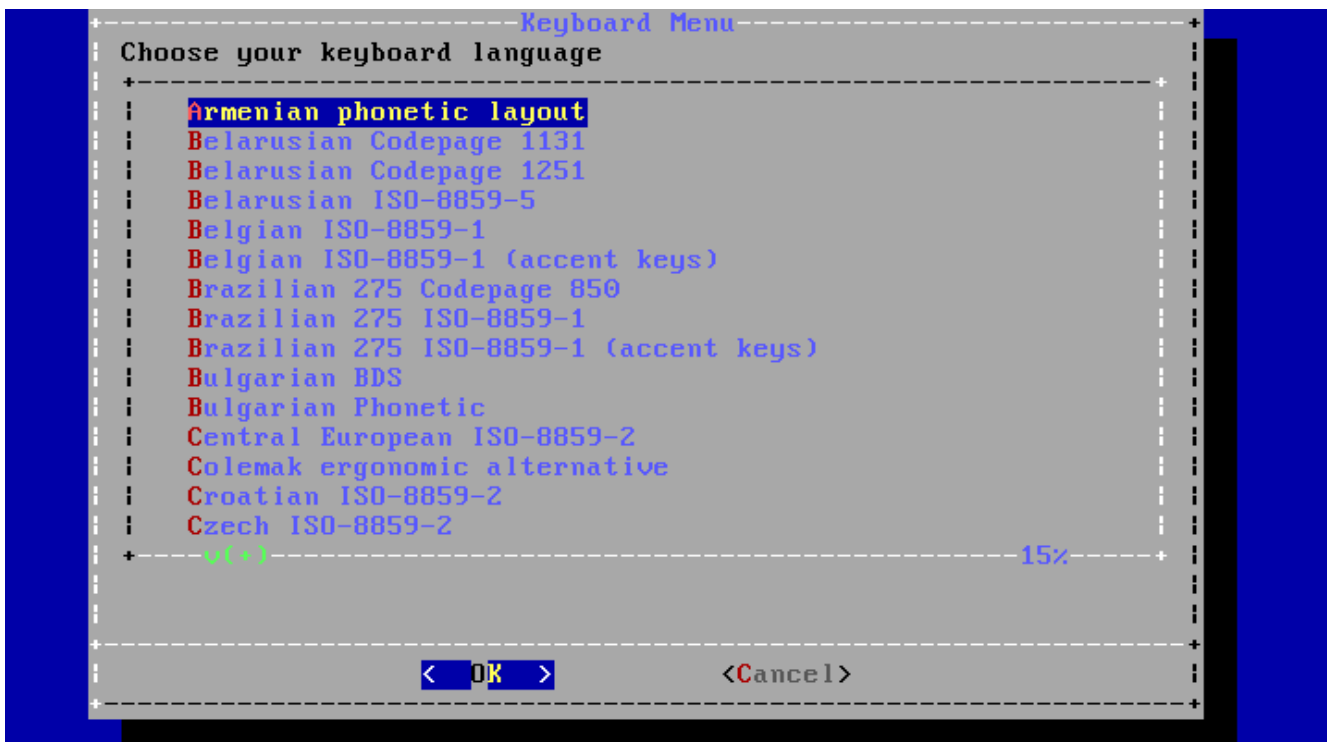 Keyboard Menu
Choose your keyboard language
Armenian phonetic layout
Belarusian Codepage 1131
Belarusian Codepage 1251
Belarusian ISO-8859-5
Belgian ISO-8859-1
Belgian ISO-8859-1 (accent keys)
Brazilian 275 Codepage 850
Brazilian 275 ISO-8859-1
Brazilian 275 ISO-8859-1 (accent keys)
Bulgarian BDS
Bulgarian Phonetic
Central European ISO-8859-2
Colemak ergonomic alternative
Croatian ISO-8859-2
Czech ISO-8859-2
v(+) 15%
<  OK  > <Cancel>